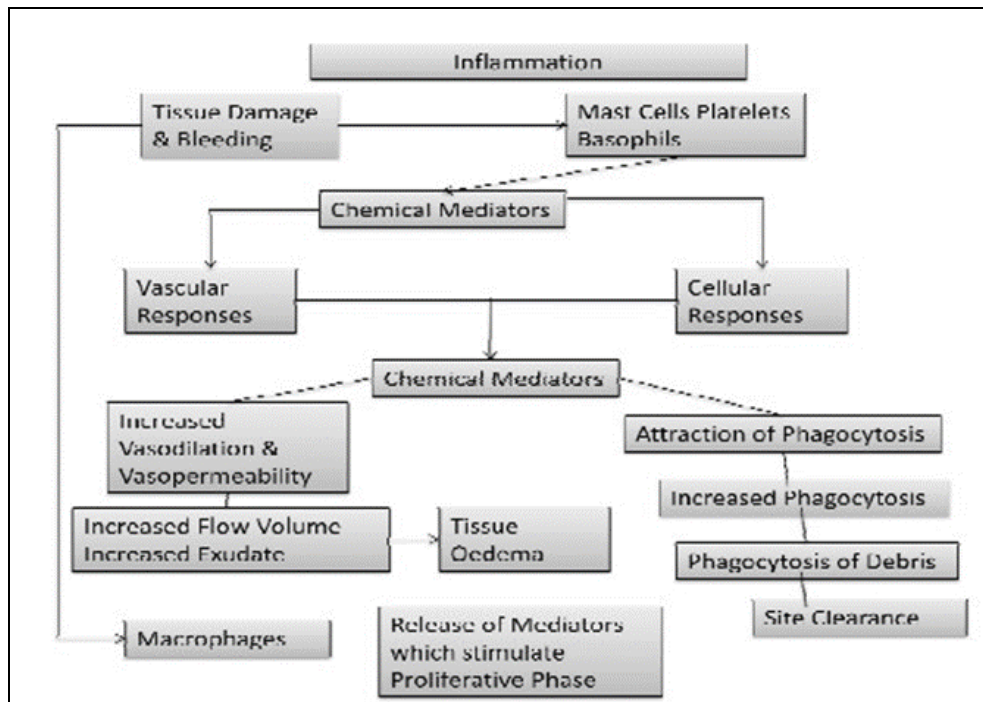 Inflammation
Tissue Damage
& Bleeding
Mast Cells Platelets
Basophils
Chemical Mediators
Vascular
Responses
Cellular
Responses
Chemical Mediators
Increased
Vasodilation &
Vasopermeability
Attraction of Phagocytosis
Increased Phagocytosis
Increased Flow Volume
Increased Exudate
Tissue
Oedema
Phagocytosis of Debris
Site Clearance
Macrophages
Release of Mediators
which stimulate
Proliferative Phase